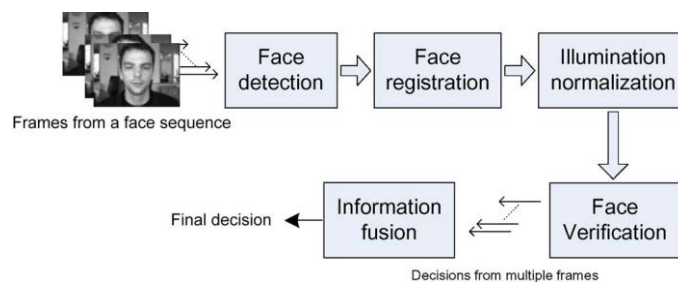 Frames from a face sequence
Face
detection
Face
registration
Illumination
normalization
Face
Verification
Decisions from multiple frames
Information
fusion
Final decision